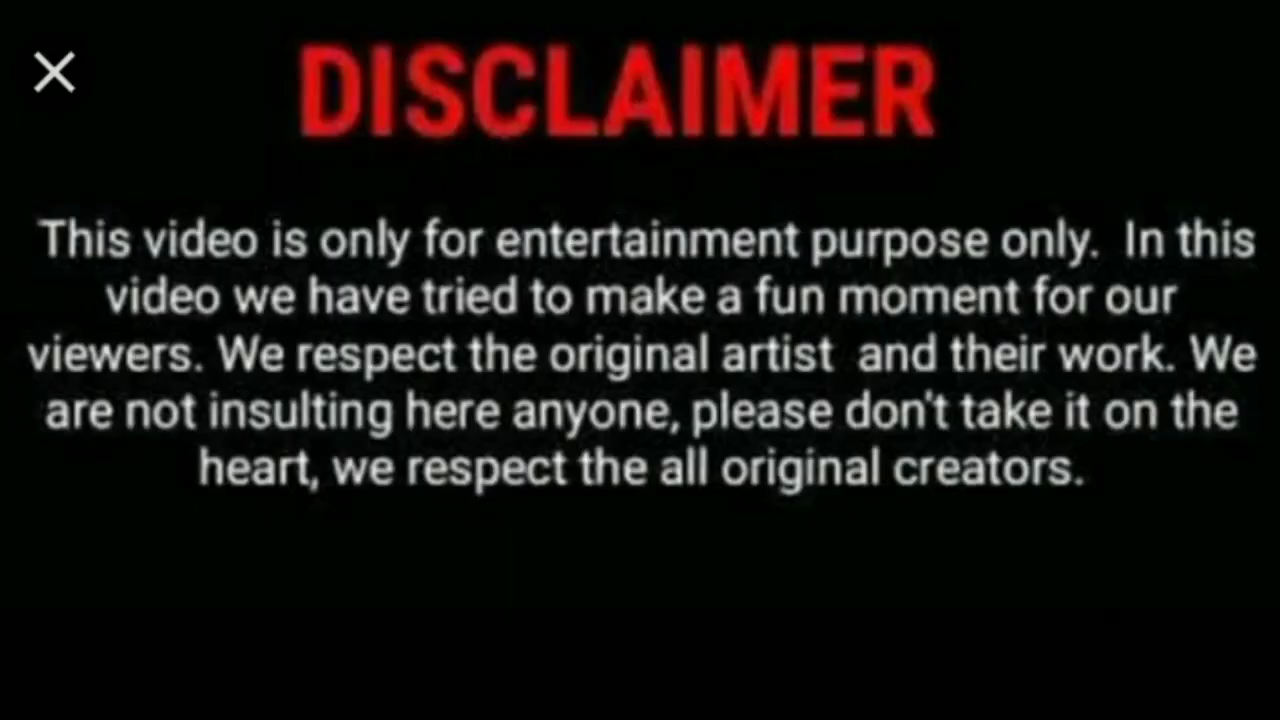 DISCLAIMER
This video is only for entertainment purpose only. In this
video we have tried to make a fun moment for our
viewers. We respect the original artist and their work. We
are not insulting here anyone, please don't take it on the
heart, we respect the all original creators.